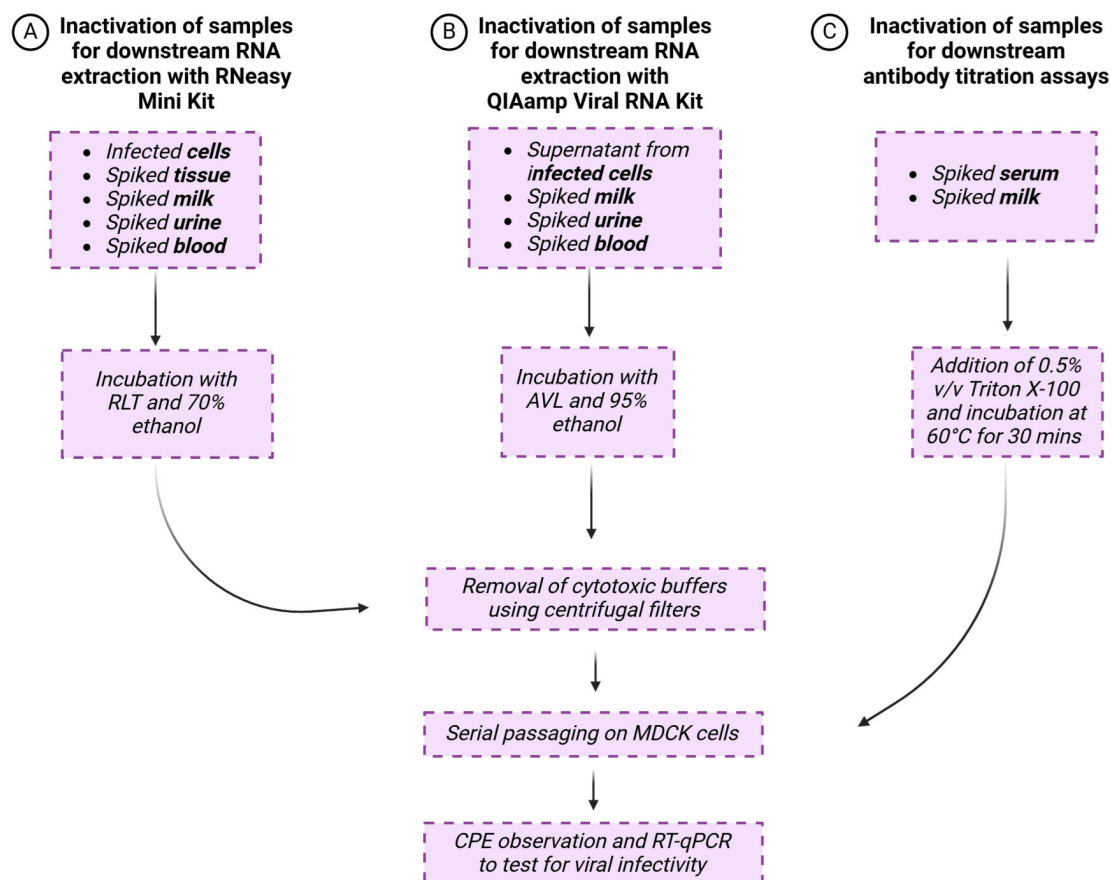 A
Inactivation of samples
for downstream RNA
extraction with RNeasy
Mini Kit
• Infected cells
• Spiked tissue
• Spiked milk
• Spiked urine
• Spiked blood
Incubation with
RLT and 70%
ethanol
B
Inactivation of samples
for downstream RNA
extraction with
QIAamp Viral RNA Kit
• Supernatant from
infected cells
• Spiked milk
• Spiked urine
• Spiked blood
Incubation with
AVL and 95%
ethanol
C
Inactivation of samples
for downstream
antibody titration assays
• Spiked serum
• Spiked milk
Addition of 0.5%
v/v Triton X-100
and incubation at
60°C for 30 mins
Removal of cytotoxic buffers
using centrifugal filters
Serial passaging on MDCK cells
CPE observation and RT-qPCR
to test for viral infectivity